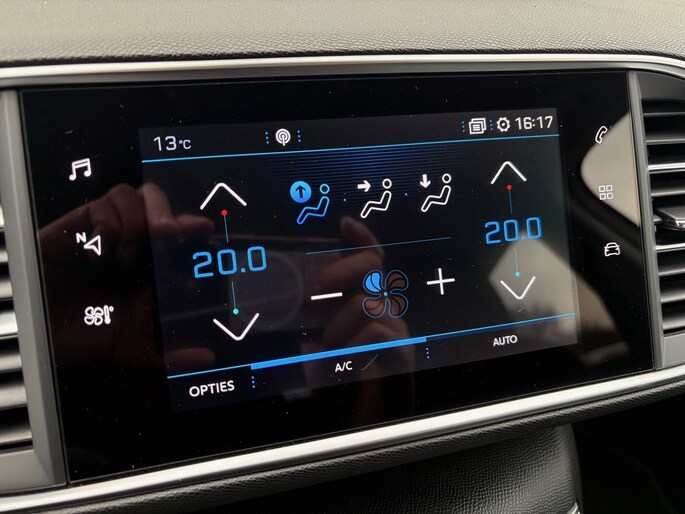 13°C
16:17
N
20.0
20.0
OPTIES
A/C
AUTO